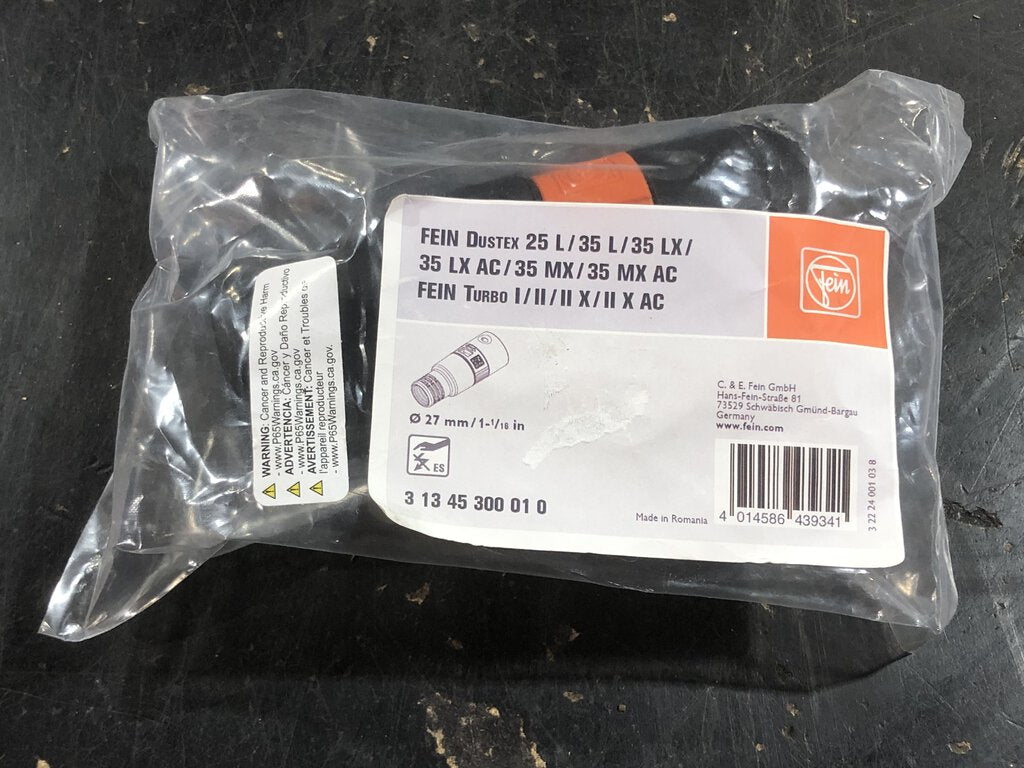 FEIN DUSTEX 25 L/35 L/35 LX/
35 LX AC/35 MX/35 MX AC
FEIN TURBO I/II/II X/II X AC
fein
Ø 27 mm/1-1/16 in
ES
3 13 45 300 01 0
C. & E. Fein GmbH
Hans-Fein-Straße 81
73529 Schwäbisch Gmünd-Bargau
Germany
www.fein.com
Made in Romania
4 014586 439341
3 22 24 001 03 8
WARNING: Cancer and Reproductive Harm
- www.P65Warnings.ca.gov
ADVERTENCIA: Cáncer y Daño Reproductivo
- www.P65Warnings.ca.gov
AVERTISSEMENT: Cancer et Troubles de
l'appareil reproducteur
- www.P65Warnings.ca.gov.